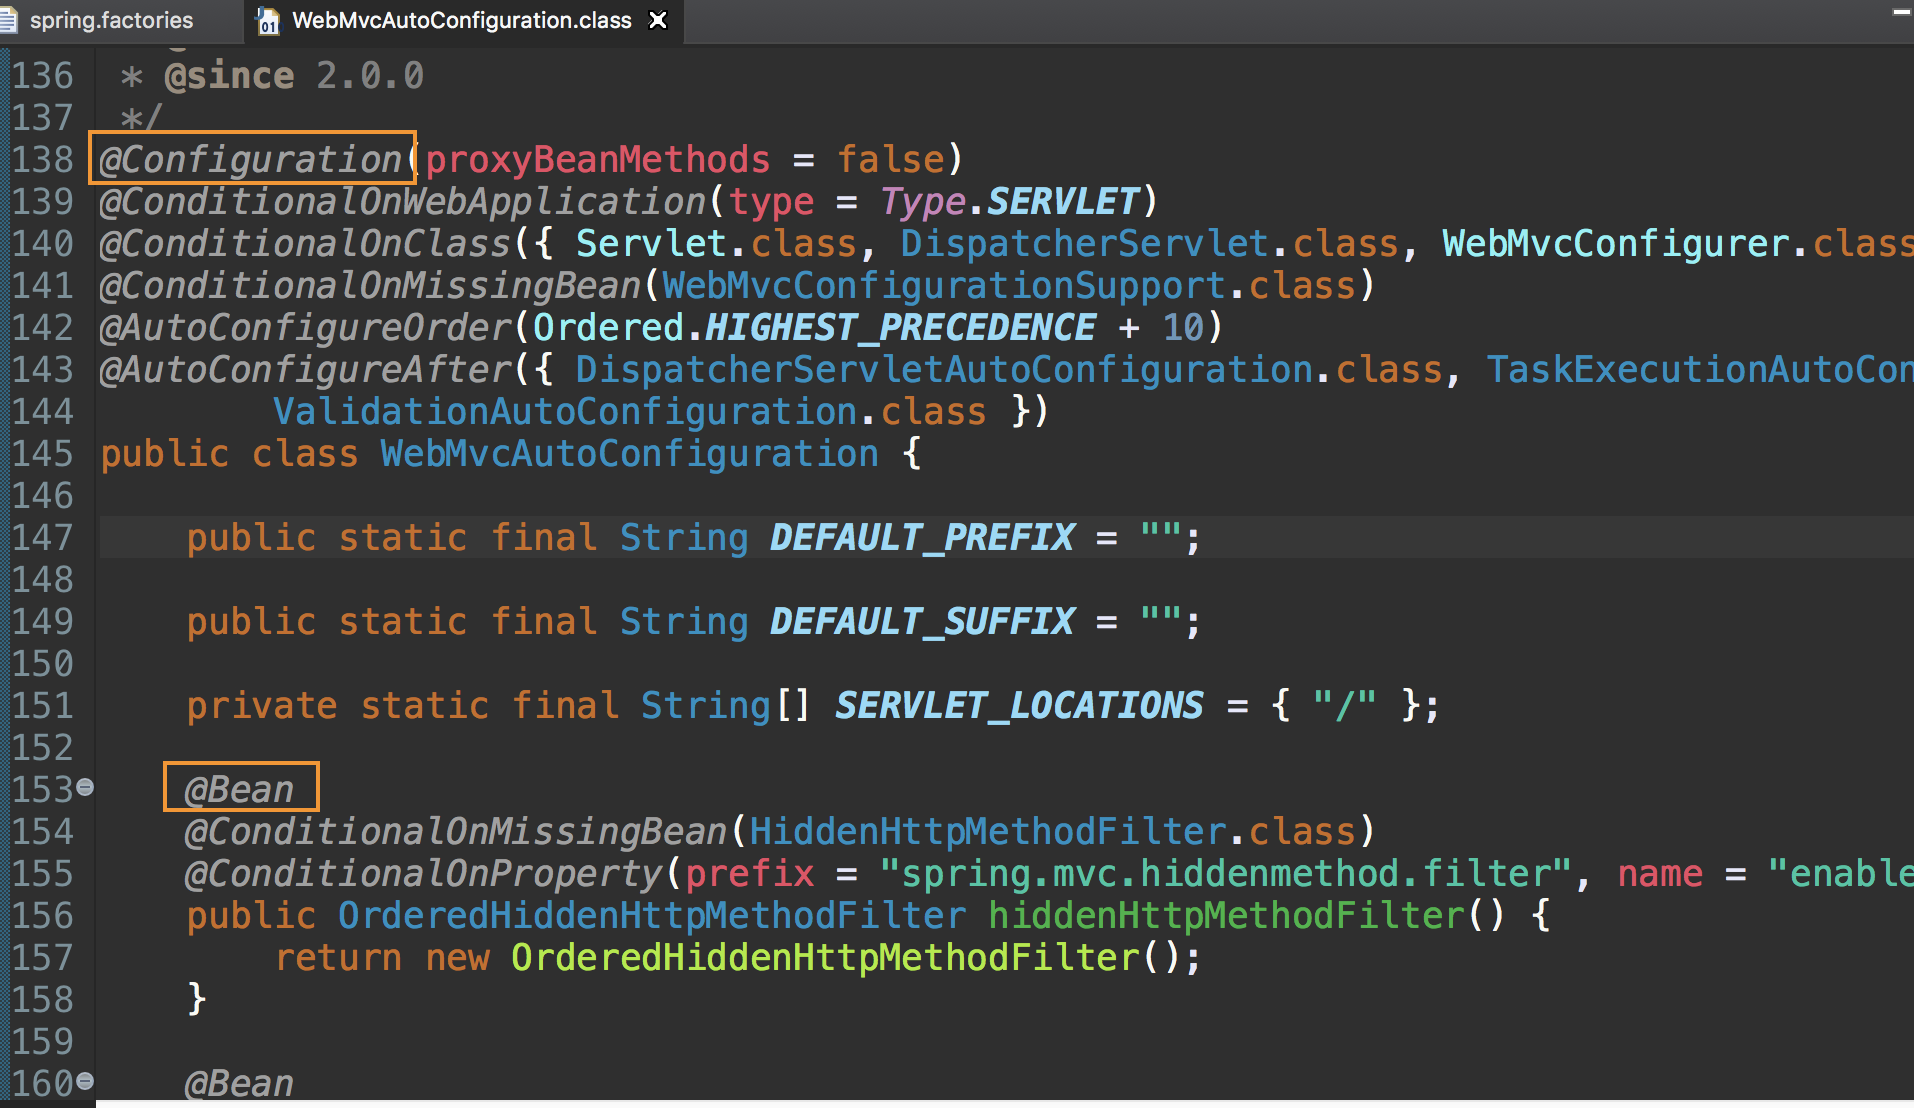 spring.factories
WebMvcAutoConfiguration.class
136 * @since 2.0.0
137 */
138 @Configuration(proxyBeanMethods = false)
139 @ConditionalOnWebApplication(type = Type.SERVLET)
140 @ConditionalOnClass({ Servlet.class, DispatcherServlet.class, WebMvcConfigurer.class
141 @ConditionalOnMissingBean(WebMvcConfigurationSupport.class)
142 @AutoConfigureOrder(Ordered.HIGHEST_PRECEDENCE + 10)
143 @AutoConfigureAfter({ DispatcherServletAutoConfiguration.class, TaskExecutionAutoCon
144 ValidationAutoConfiguration.class })
145 public class WebMvcAutoConfiguration {
146
147 public static final String DEFAULT_PREFIX = "";
148
149 public static final String DEFAULT_SUFFIX = "";
150
151 private static final String[] SERVLET_LOCATIONS = { "/" };
152
153 @Bean
154 @ConditionalOnMissingBean(HiddenHttpMethodFilter.class)
155 @ConditionalOnProperty(prefix = "spring.mvc.hiddenmethod.filter", name = "enable
156 public OrderedHiddenHttpMethodFilter hiddenHttpMethodFilter() {
157 return new OrderedHiddenHttpMethodFilter();
158 }
159
160 @Bean